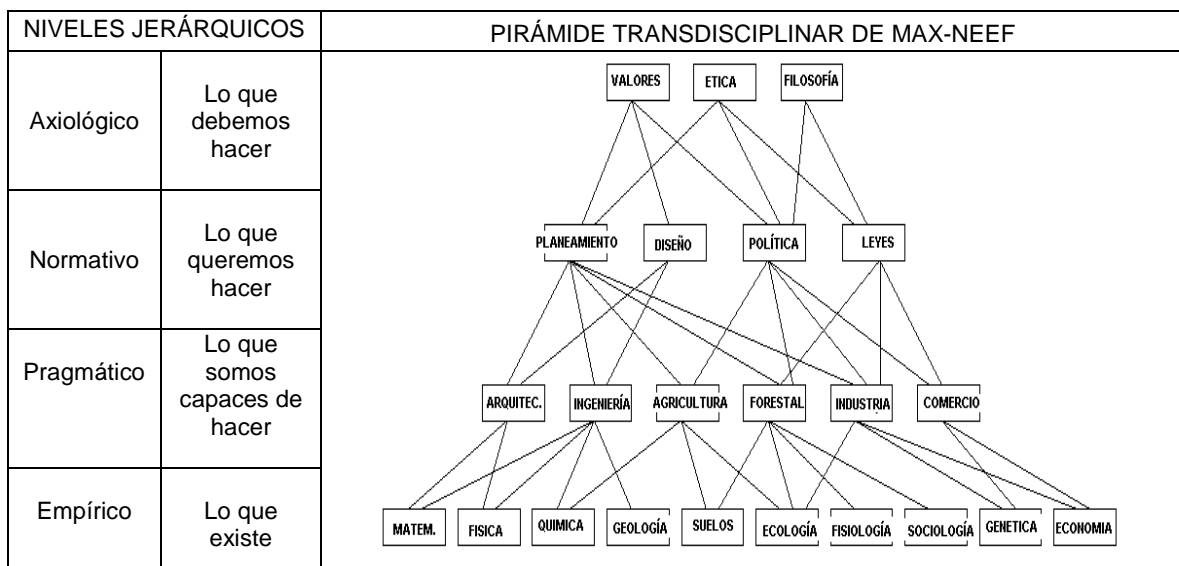 NIVELES JERÁRQUICOS
PIRÁMIDE TRANSDISCIPLINAR DE MAX-NEEF
Axiológico
Lo que
debemos
hacer
VALORES
ETICA
FILOSOFÍA
Normativo
Lo que
queremos
hacer
PLANEAMIENTO
DISEÑO
POLÍTICA
LEYES
Pragmático
Lo que
somos
capaces de
hacer
ARQUITEC.
INGENIERÍA
AGRICULTURA
FORESTAL
INDUSTRIA
COMERCIO
Empírico
Lo que
existe
MATEM.
FISICA
QUIMICA
GEOLOGÍA
SUELOS
ECOLOGÍA
FISIOLOGÍA
SOCIOLOGÍA
GENETICA
ECONOMIA